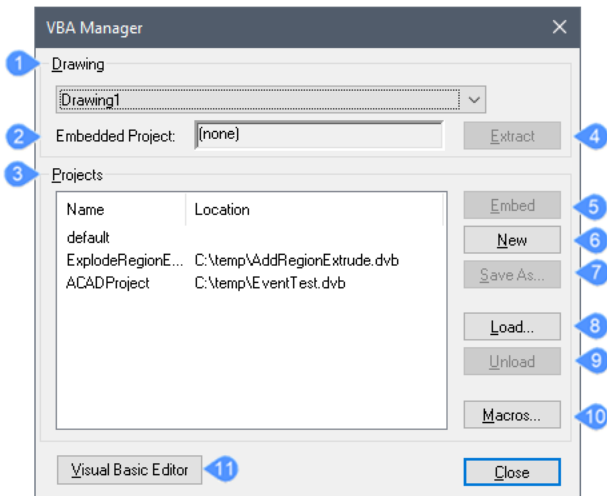 VBA Manager
1 Drawing
Drawing1
2 Embedded Project: (none) Extract 4
3 Projects
Name Location Embed 5
default New 6
ExplodeRegionE... C:\temp\AddRegionExtrude.dvb
ACADProject C:\temp\EventTest.dvb Save As... 7
Load... 8
Unload 9
Macros... 10
Visual Basic Editor 11 Close